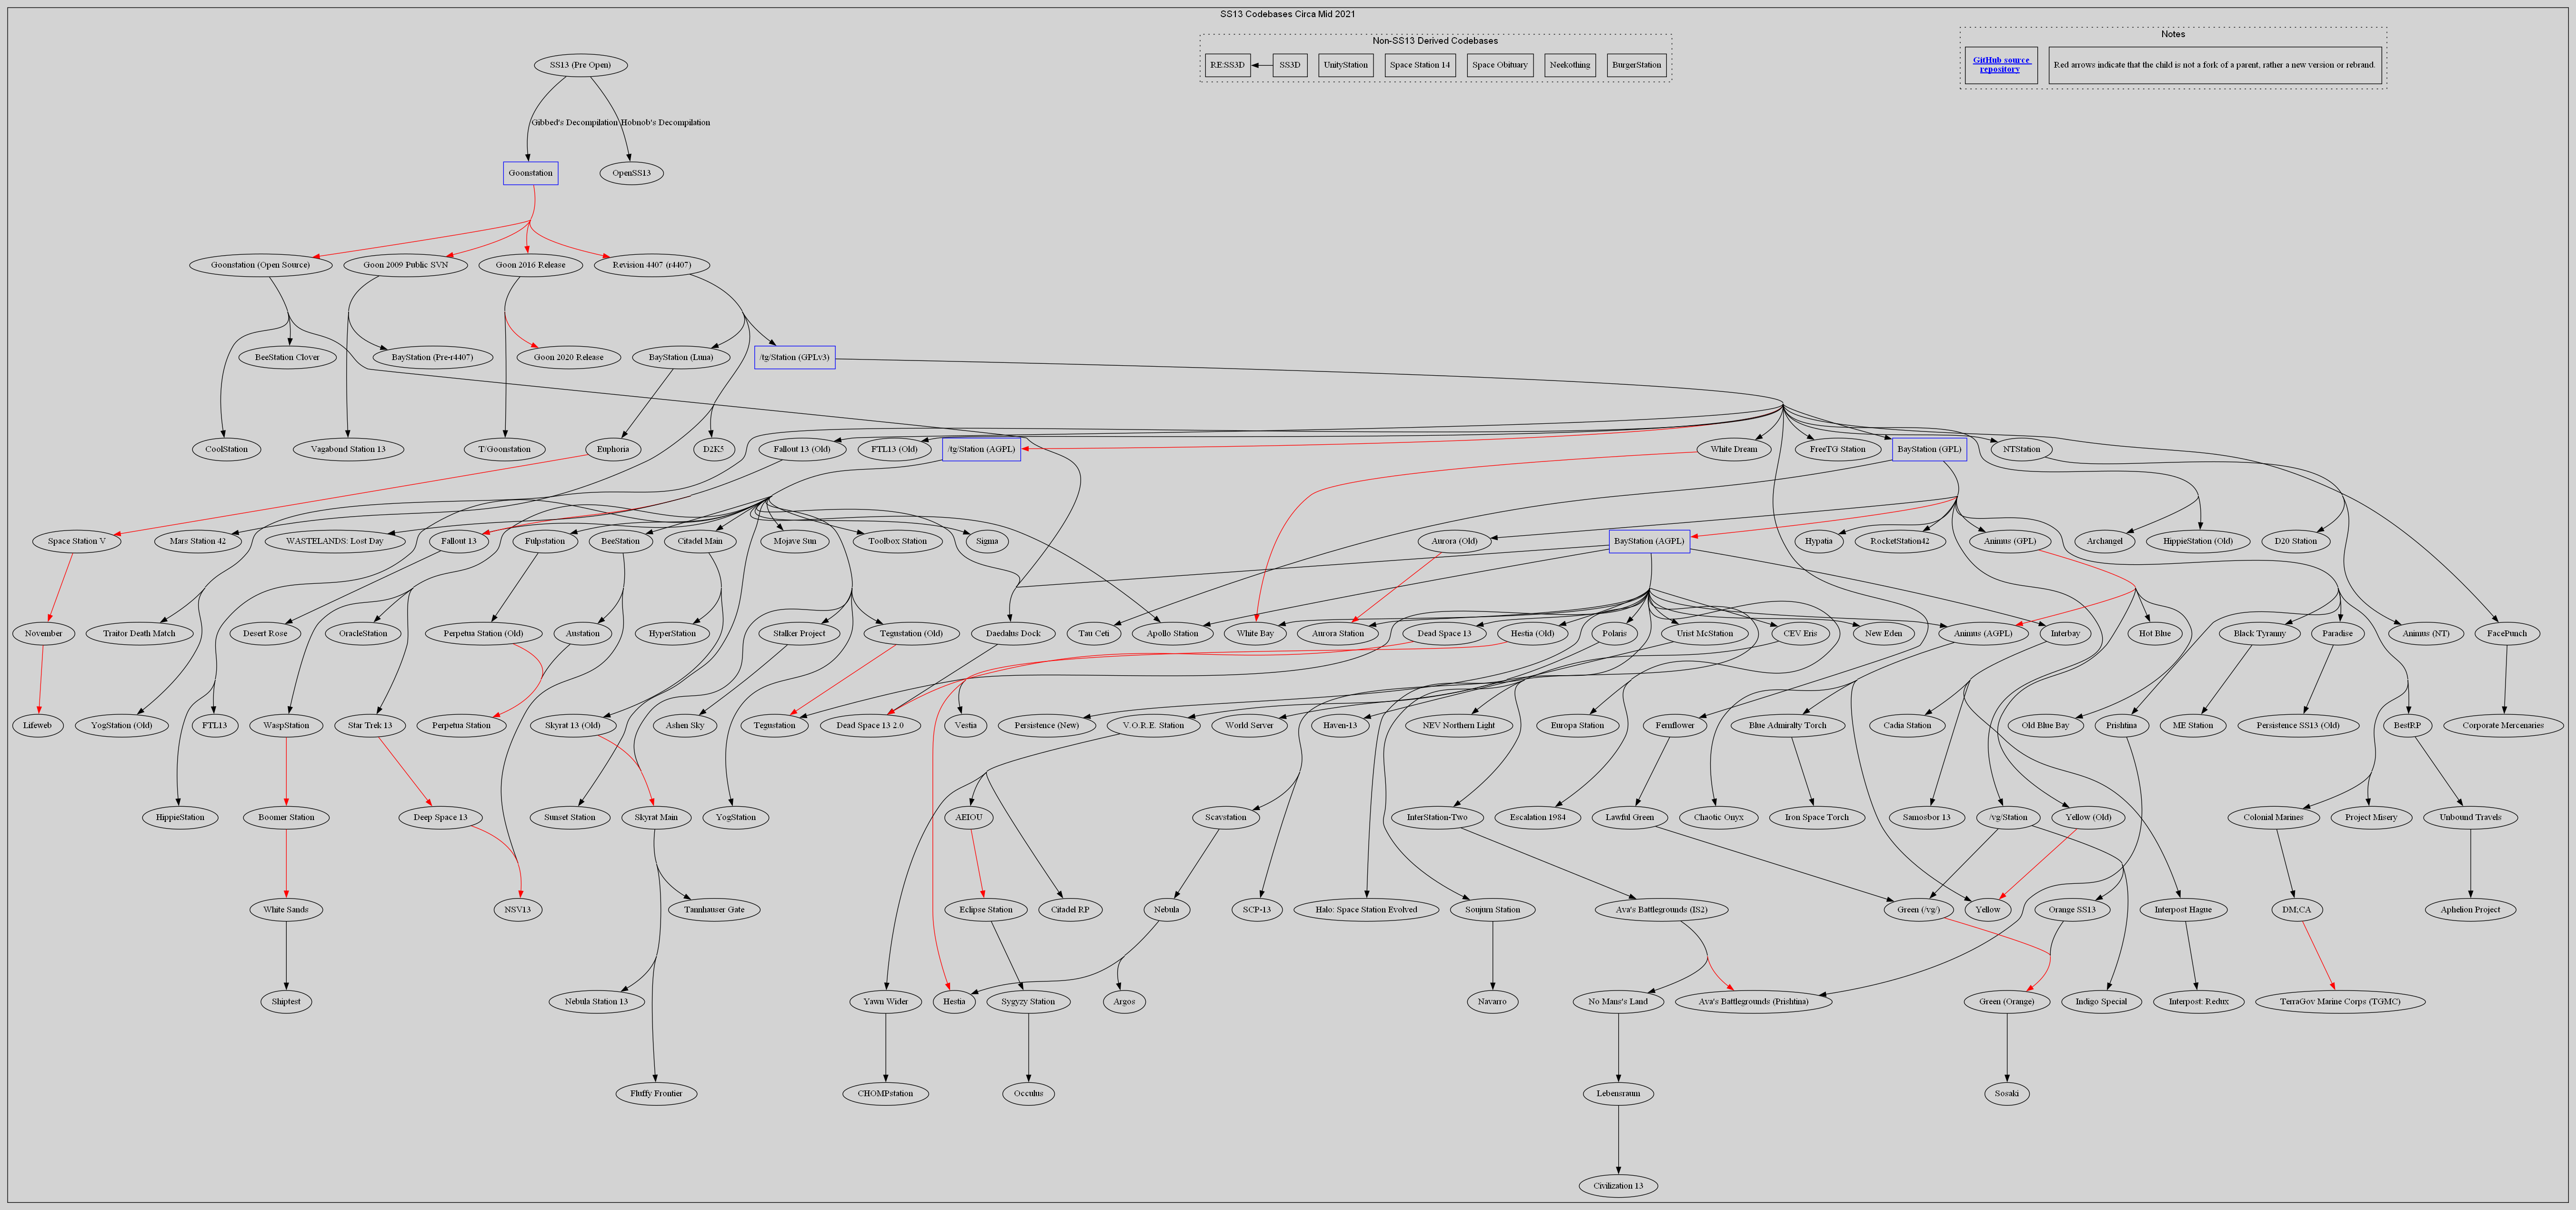 SS13 Codebases Circa Mid 2021
Non-SS13 Derived Codebases
Notes
SS13 (Pre Open)
RE:SS3D
SS3D
UnityStation
Space Station 14
Space Obituary
Neekothing
BurgerStation
GitHub source
repository
Red arrows indicate that the child is not a fork of a parent, rather a new version or rebrand.
Gibbed's Decompilation
Hobnob's Decompilation
Goonstation
OpenSS13
Goonstation (Open Source)
Goon 2009 Public SVN
Goon 2016 Release
Revision 4407 (r4407)
BeeStation Clover
BayStation (Pre-r4407)
Goon 2020 Release
BayStation (Luna)
/tg/Station (GPLv3)
CoolStation
Vagabond Station 13
T/Goonstation
Euphoria
D2K5
Fallout 13 (Old)
FTL13 (Old)
/tg/Station (AGPL)
White Dream
FreeTG Station
BayStation (GPL)
NTStation
Space Station V
Mars Station 42
WASTELANDS: Lost Day
Fallout 13
Fulpstation
BeeStation
Citadel Main
Mojave Sun
Toolbox Station
Sigma
Aurora (Old)
BayStation (AGPL)
Hypatia
RocketStation42
Animus (GPL)
Archangel
HippieStation (Old)
D20 Station
November
Traitor Death Match
Desert Rose
OracleStation
Perpetua Station (Old)
Austation
HyperStation
Stalker Project
Tegustation (Old)
Daedalus Dock
Tau Ceti
Apollo Station
White Bay
Aurora Station
Dead Space 13
Hestia (Old)
Polaris
Urist McStation
CEV Eris
New Eden
Animus (AGPL)
Interbay
Hot Blue
Black Tyranny
Paradise
Animus (NT)
FacePunch
Lifeweb
YogStation (Old)
FTL13
WaspStation
Star Trek 13
Perpetua Station
Skyrat 13 (Old)
Ashen Sky
Tegustation
Dead Space 13 2.0
Vestia
Persistence (New)
V.O.R.E. Station
World Server
Haven-13
NEV Northern Light
Europa Station
Fernflower
Blue Admiralty Torch
Cadia Station
Old Blue Bay
Prishtina
ME Station
Persistence SS13 (Old)
BestRP
Corporate Mercenaries
HippieStation
Boomer Station
Deep Space 13
Sunset Station
Skyrat Main
YogStation
AEIOU
Scavstation
InterStation-Two
Escalation 1984
Lawful Green
Chaotic Onyx
Iron Space Torch
Samosbor 13
/vg/Station
Yellow (Old)
Colonial Marines
Project Misery
Unbound Travels
White Sands
NSV13
Tannhauser Gate
Eclipse Station
Citadel RP
Nebula
SCP-13
Halo: Space Station Evolved
Soujurn Station
Ava's Battlegrounds (IS2)
Green (/vg/)
Yellow
Orange SS13
Interpost Hague
DM;CA
Aphelion Project
Shiptest
Nebula Station 13
Yawn Wider
Hestia
Sygyzy Station
Argos
Navarro
No Mans's Land
Ava's Battlegrounds (Prishtina)
Green (Orange)
Indigo Special
Interpost: Redux
TerraGov Marine Corps (TGMC)
Fluffy Frontier
CHOMPstation
Occulus
Lebensraum
Sosaki
Civilization 13